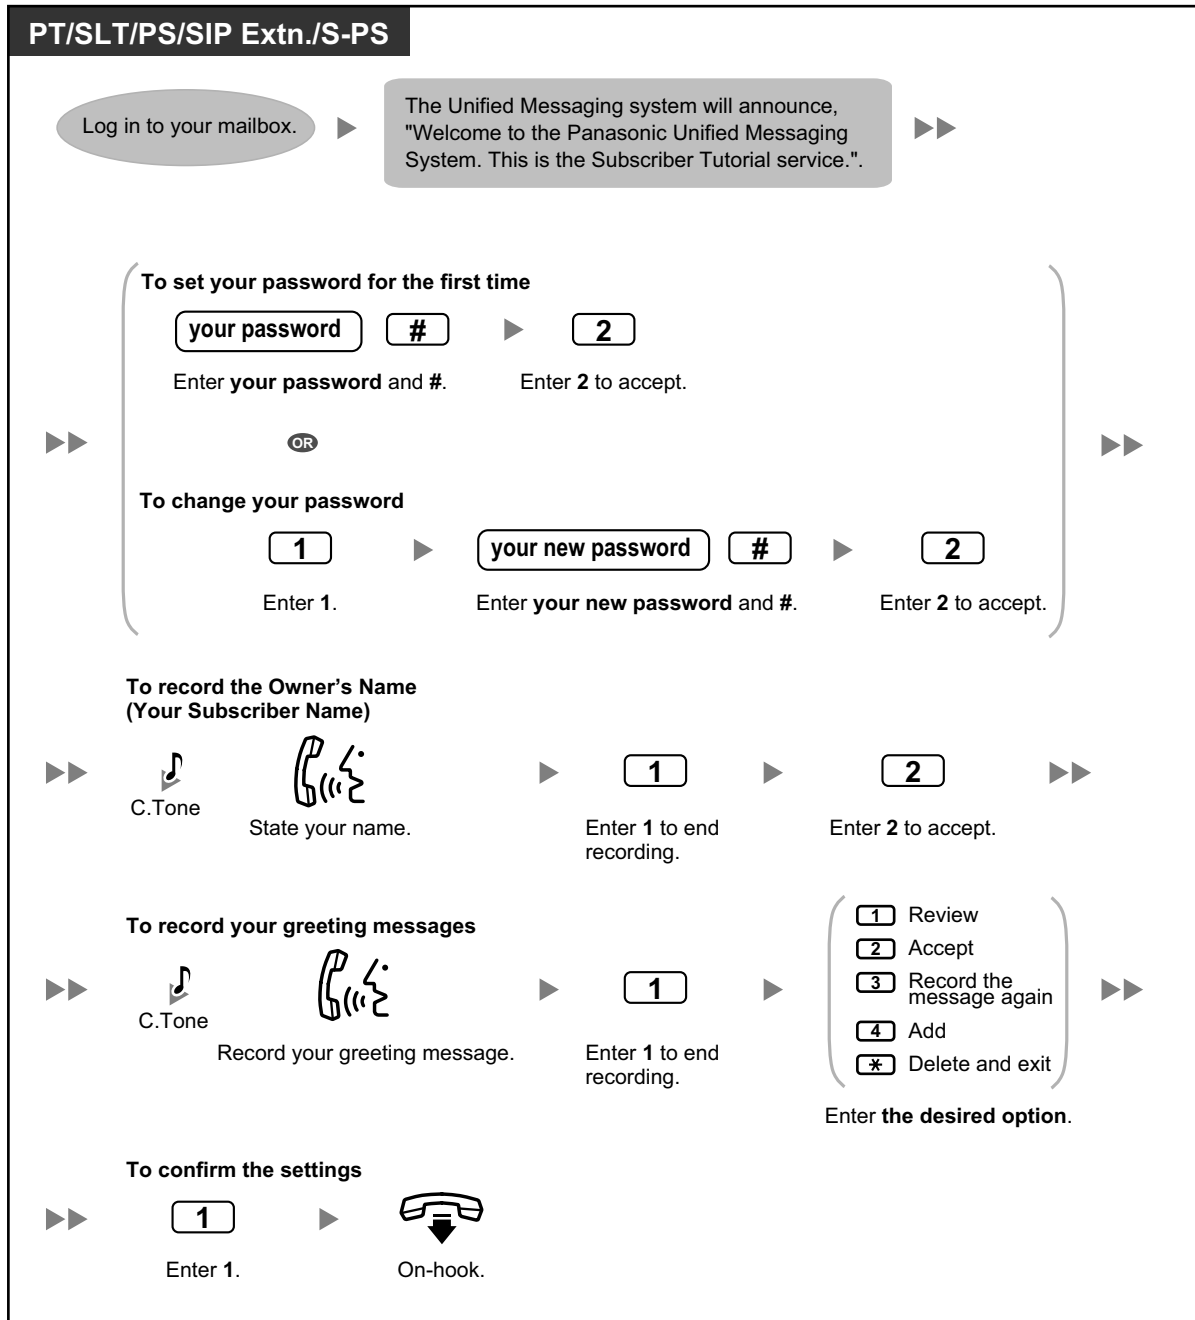 PT/SLT/PS/SIP Extn./S-PS
Log in to your mailbox.
The Unified Messaging system will announce,
"Welcome to the Panasonic Unified Messaging
System. This is the Subscriber Tutorial service.".
To set your password for the first time
your password # 2
Enter your password and #. Enter 2 to accept.
OR
To change your password
1 your new password # 2
Enter 1. Enter your new password and #. Enter 2 to accept.
To record the Owner's Name
(Your Subscriber Name)
1 2
C.Tone
State your name. Enter 1 to end Enter 2 to accept.
recording.
To record your greeting messages
1
C.Tone
Record your greeting message. Enter 1 to end
recording.
1 Review
2 Accept
3 Record the
message again
4 Add
* Delete and exit
Enter the desired option.
To confirm the settings
1
Enter 1. On-hook.